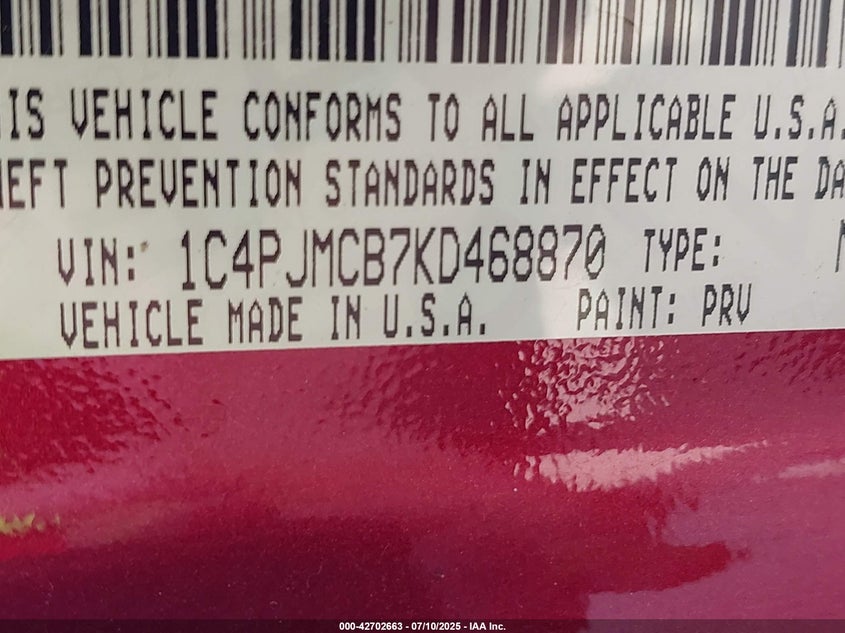 IS VEHICLE CONFORMS TO ALL APPLICABLE U.S.A.
EFT PREVENTION STANDARDS IN EFFECT ON THE DA
VIN: 1C4PJMCB7KD468870 TYPE: M
VEHICLE MADE IN U.S.A. PAINT: PRV
000-42702663 - 07/10/2025 - IAA Inc.